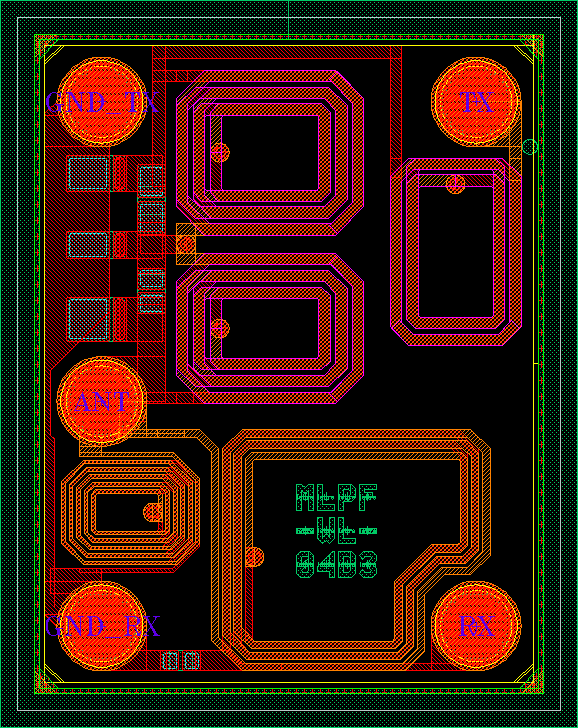 GND_TX TX
ANT
MLPF
-WL-
04D3
GND_RX RX